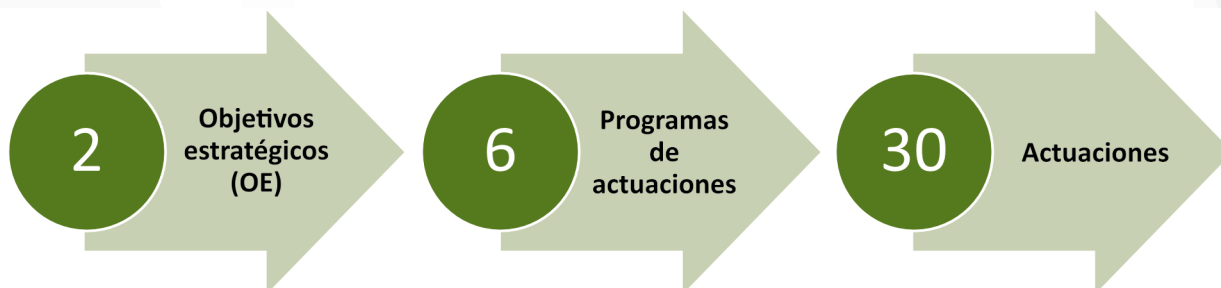 2
Objetivos
estratégicos
(OE)
6
Programas
de
actuaciones
30
Actuaciones